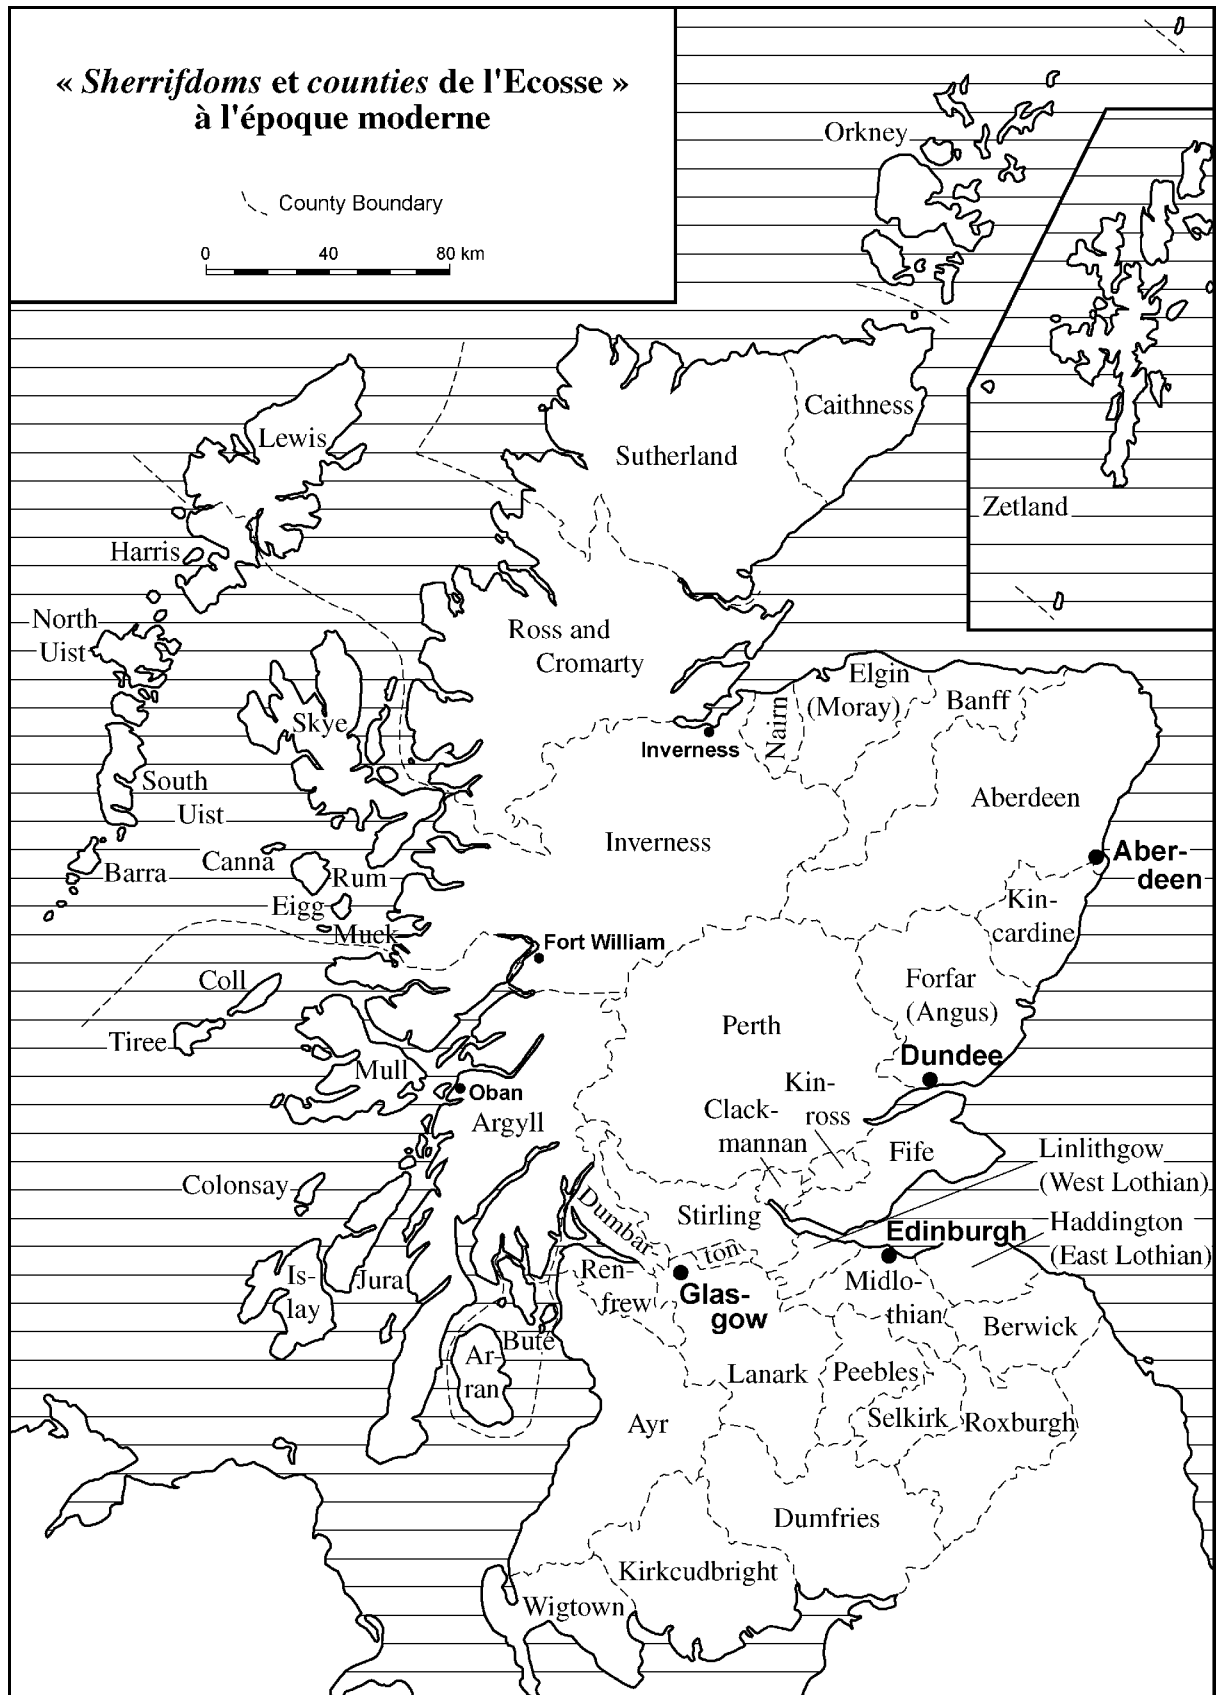 « Sherrifdoms et counties de l'Ecosse »
à l'époque moderne
County Boundary
0 40 80 km
Orkney
Zetland
Caithness
Sutherland
Lewis
Harris
North
Uist
Ross and
Cromarty
Skye
South
Uist
Barra
Canna
Rum
Eigg
Muck
Elgin
(Moray)
Nairn
Banff
Inverness
Inverness
Aberdeen
Aber-
deen
Kin-
cardine
Fort William
Coll
Tiree
Mull
Forfar
(Angus)
Perth
Dundee
Oban
Argyll
Kin-
ross
Clack-
mannan
Fife
Linlithgow
(West Lothian)
Colonsay
Stirling
Dumbar-
ton
Edinburgh
Haddington
(East Lothian)
Is-
lay
Jura
Ren-
frew
Glas-
gow
Midlo-
thian
Berwick
Bute
Ar-
ran
Lanark
Peebles
Selkirk
Roxburgh
Ayr
Dumfries
Kirkcudbright
Wigtown